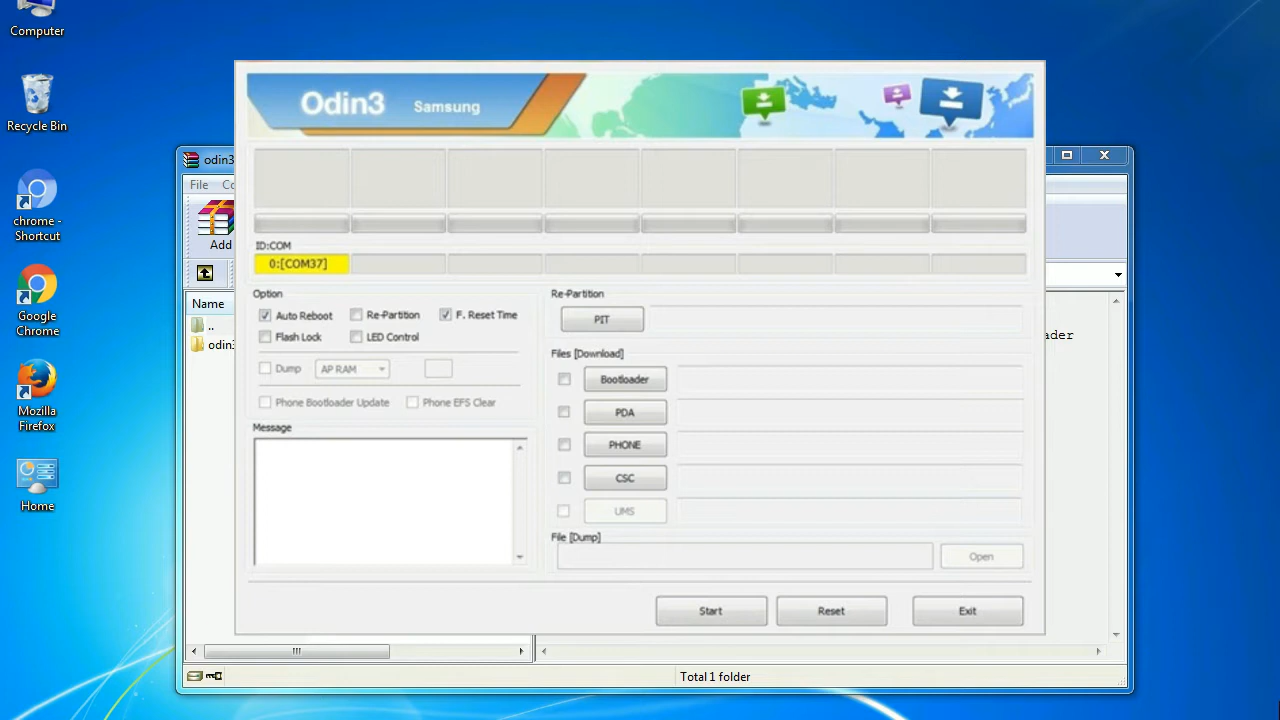 Computer
Recycle Bin
chrome -
Shortcut
Google
Chrome
Mozilla
Firefox
Home
odin3
File
Add
Name
..
odin3
Total 1 folder
Odin3 Samsung
ID:COM
0:[COM37]
Option
Auto Reboot Re-Partition F. Reset Time
Flash Lock LED Control
Dump AP RAM
Phone Bootloader Update Phone EFS Clear
Message
Re-Partition
PIT
Files [Download]
Bootloader
PDA
PHONE
CSC
UMS
File [Dump]
Open
Start Reset Exit
ader